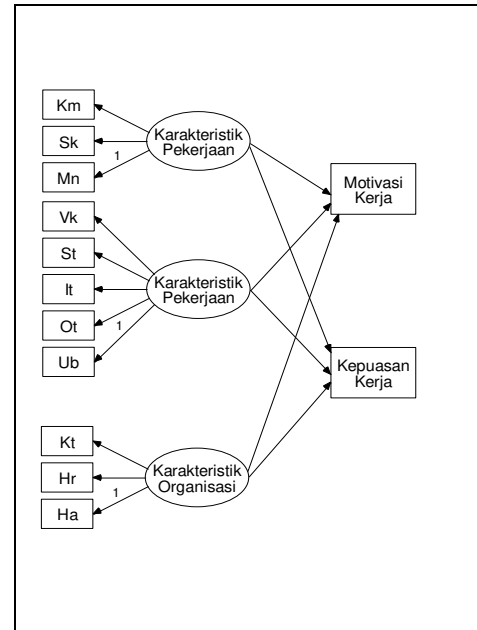 Km
Sk
1
Mn
Karakteristik
Pekerjaan
Vk
St
It
Ot
1
Ub
Karakteristik
Pekerjaan
Kt
Hr
1
Ha
Karakteristik
Organisasi
Motivasi
Kerja
Kepuasan
Kerja